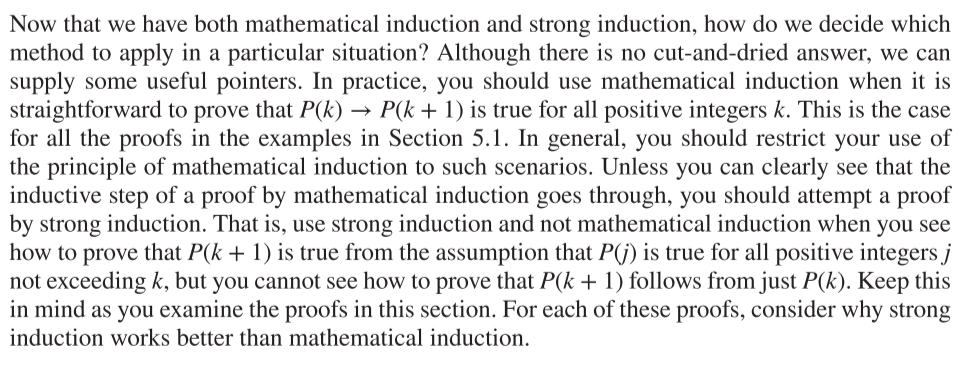 Now that we have both mathematical induction and strong induction, how do we decide which
method to apply in a particular situation? Although there is no cut-and-dried answer, we can
supply some useful pointers. In practice, you should use mathematical induction when it is
straightforward to prove that P(k) → P(k + 1) is true for all positive integers k. This is the case
for all the proofs in the examples in Section 5.1. In general, you should restrict your use of
the principle of mathematical induction to such scenarios. Unless you can clearly see that the
inductive step of a proof by mathematical induction goes through, you should attempt a proof
by strong induction. That is, use strong induction and not mathematical induction when you see
how to prove that P(k + 1) is true from the assumption that P(j) is true for all positive integers j
not exceeding k, but you cannot see how to prove that P(k + 1) follows from just P(k). Keep this
in mind as you examine the proofs in this section. For each of these proofs, consider why strong
induction works better than mathematical induction.